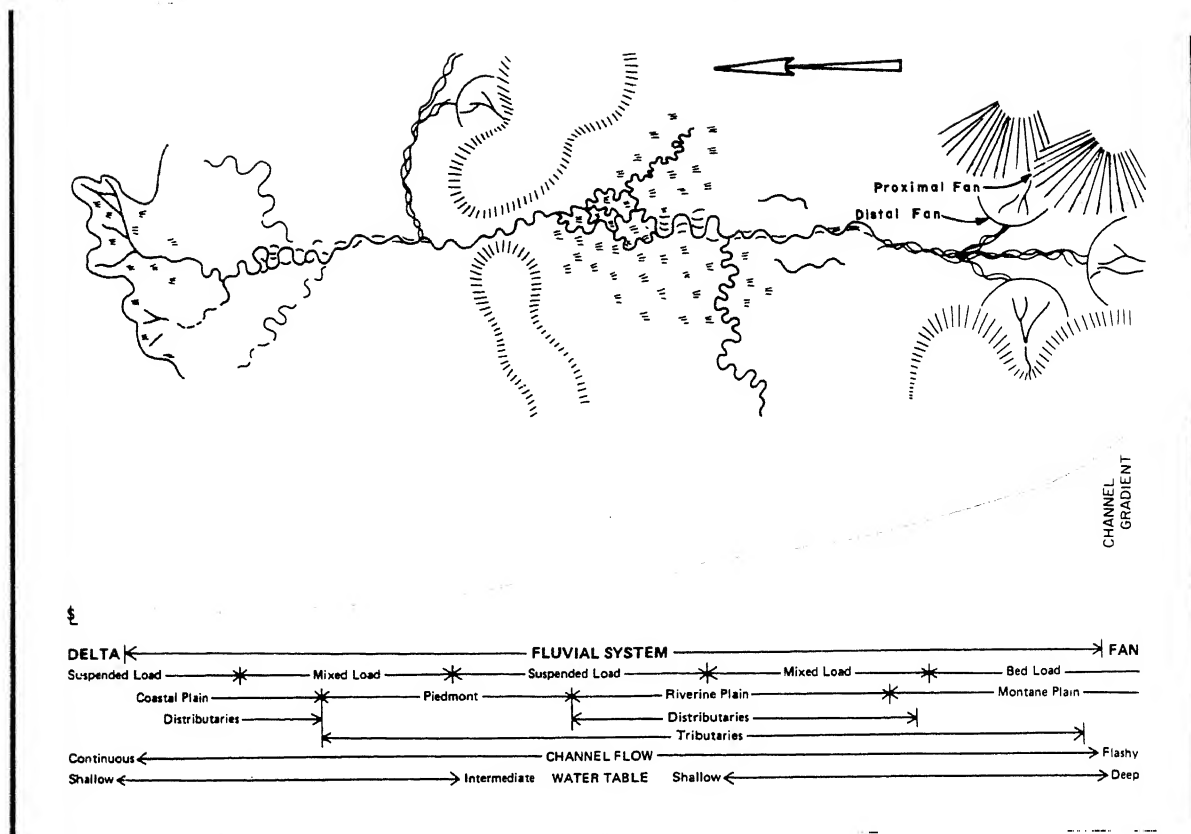 Proximal Fan
Distal Fan
CHANNEL
GRADIENT
DELTA FLUVIAL SYSTEM FAN
Suspended Load Mixed Load Suspended Load Mixed Load Bed Load
Coastal Plain Piedmont Riverine Plain Montane Plain
Distributaries Distributaries
Tributaries
Continuous CHANNEL FLOW Flashy
Shallow Intermediate WATER TABLE Shallow Deep